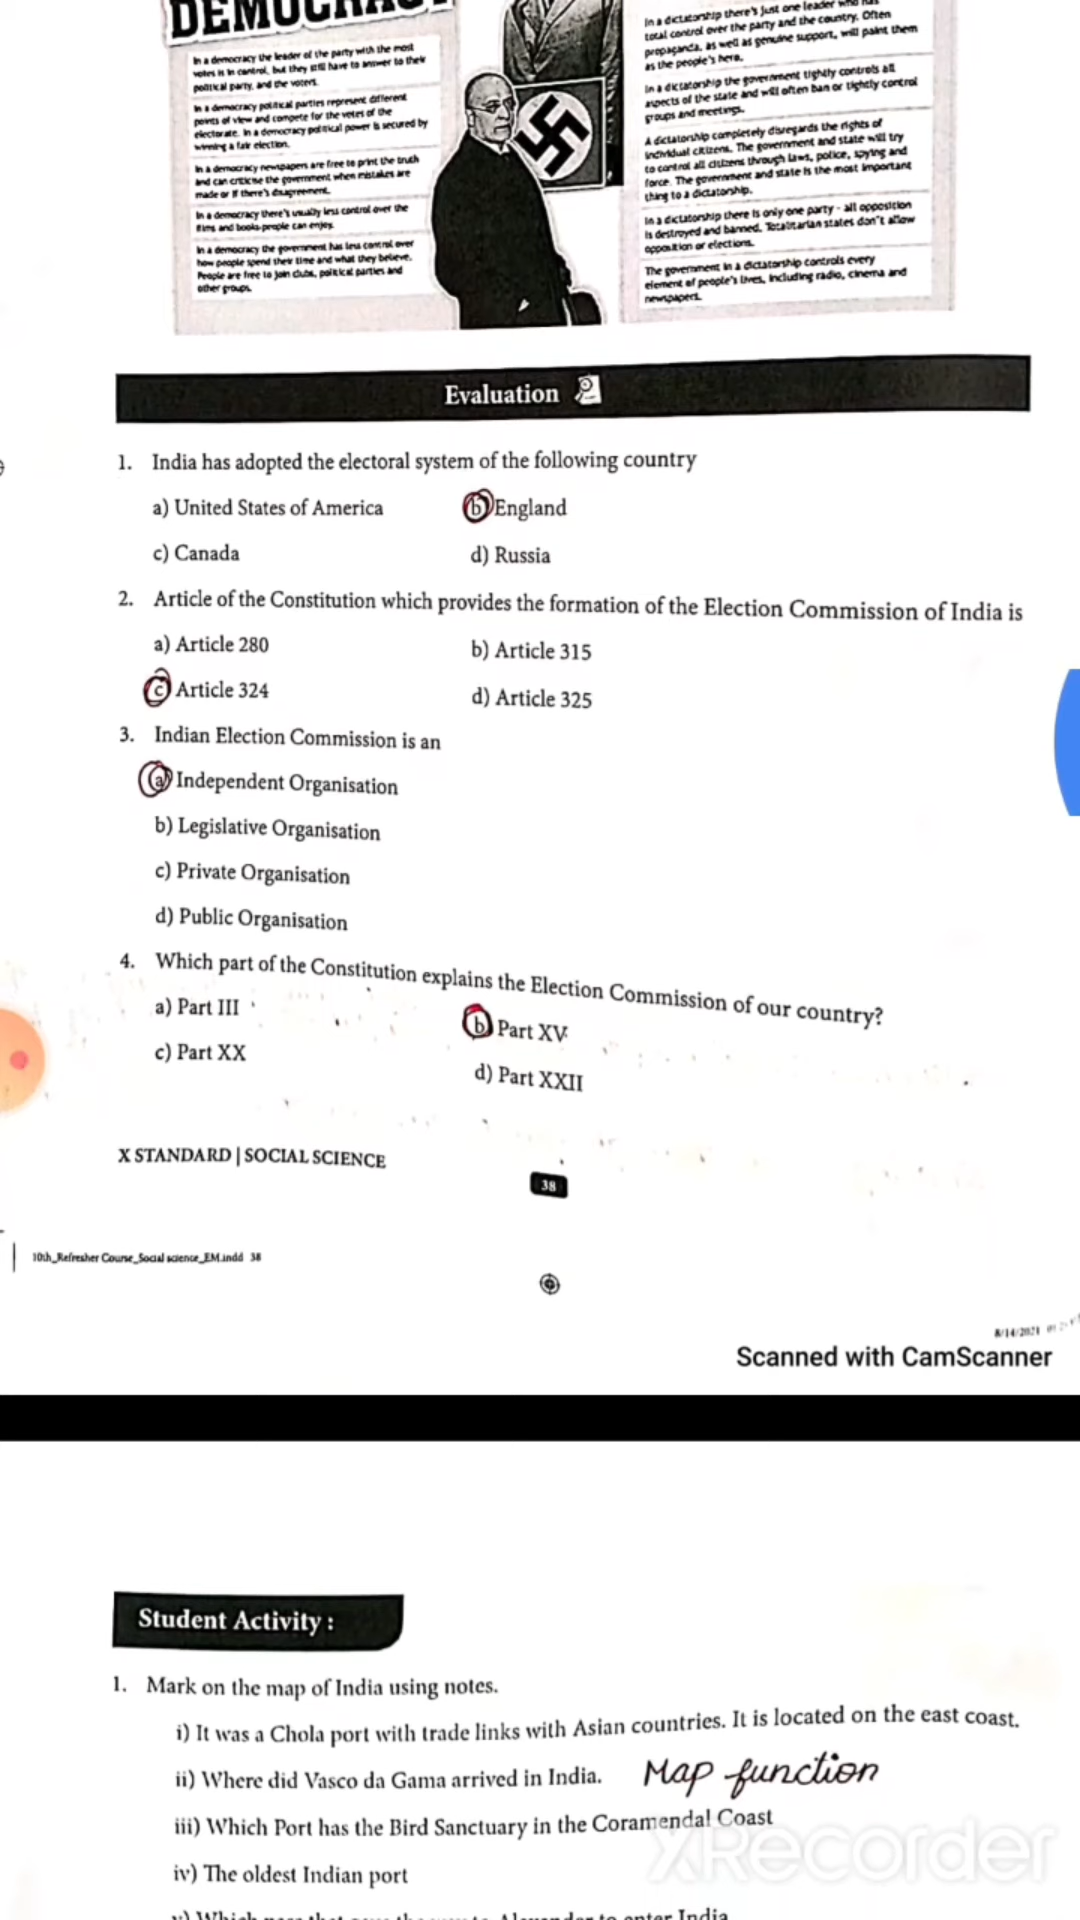 DEMOCRAC
In a democracy the leader of the party with the most
votes is in control, but they still have to answer to their
political party, and the voters.
In a democracy political parties represent different
points of view and compete for the votes of the
electorate. In a democracy political power is secured by
winning a fair election.
In a democracy newspapers are free to print the truth
and can criticise the government when mistakes are
made or if there's disagreement.
In a democracy there's usually less control over the
films and books people can enjoy.
In a democracy the government has less control over
how people spend their time and what they believe.
People are free to join clubs, political parties and
other groups.
In a dictatorship there's just one leader who has
total control over the party and the country. Often
propaganda, as well as genuine support, will paint them
as the people's hero.
In a dictatorship the government tightly controls all
aspects of the state and will often ban or tightly control
groups and meetings.
A dictatorship completely disregards the rights of
individual citizens. The government and state will try
to control all citizens through laws, police, spying and
force. The government and state is the most important
thing to a dictatorship.
In a dictatorship there is only one party - all opposition
is destroyed and banned. Totalitarian states don't allow
opposition or elections.
The government in a dictatorship controls every
element of people's lives, including radio, cinema and
newspapers.
Evaluation
1. India has adopted the electoral system of the following country
a) United States of America b) England
c) Canada d) Russia
2. Article of the Constitution which provides the formation of the Election Commission of India is
a) Article 280 b) Article 315
c) Article 324 d) Article 325
3. Indian Election Commission is an
a) Independent Organisation
b) Legislative Organisation
c) Private Organisation
d) Public Organisation
4. Which part of the Constitution explains the Election Commission of our country?
a) Part III b) Part XV
c) Part XX d) Part XXII
X STANDARD | SOCIAL SCIENCE
38
10th_Refresher Course_Social science_EM.indd 38
8/14/2021
Scanned with CamScanner
Student Activity :
1. Mark on the map of India using notes.
i) It was a Chola port with trade links with Asian countries. It is located on the east coast.
ii) Where did Vasco da Gama arrived in India. Map function
iii) Which Port has the Bird Sanctuary in the Coramendal Coast
XRecorder
iv) The oldest Indian port
v) Which pass that to enter India